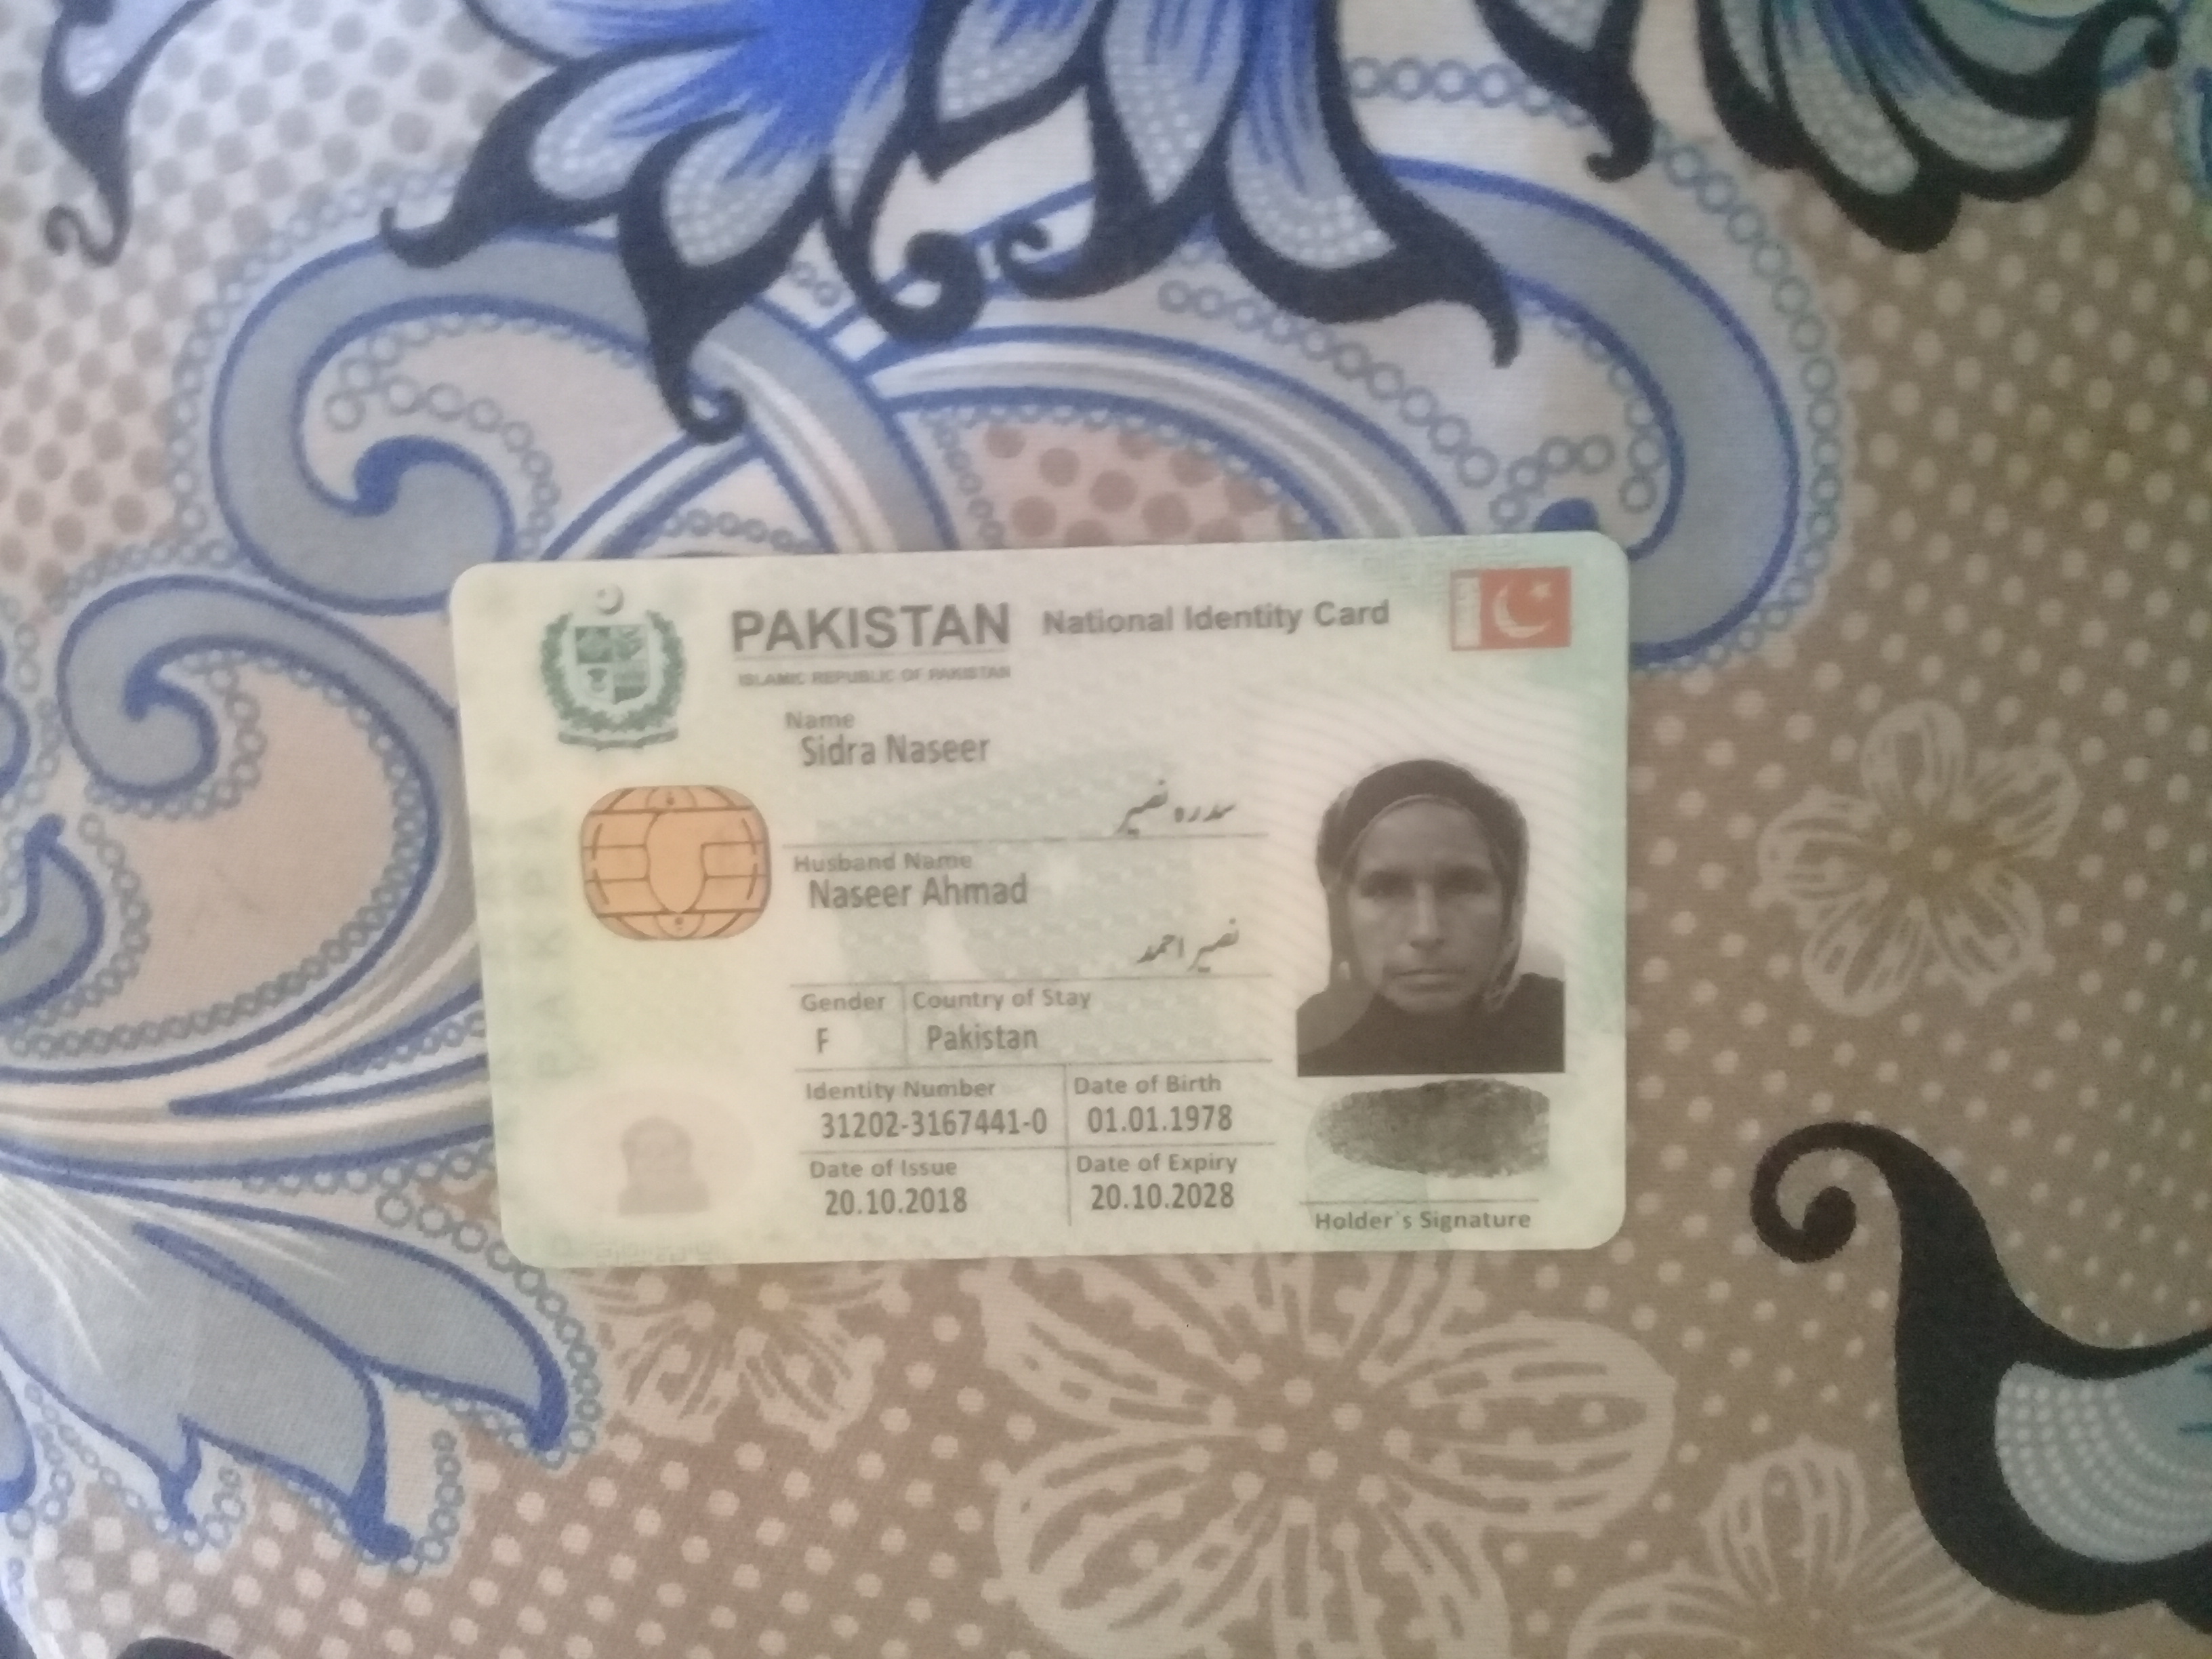 PAKISTAN National Identity Card
ISLAMIC REPUBLIC OF PAKISTAN
Name
Sidra Naseer
سدرہ نصیر
Husband Name
Naseer Ahmad
نصیر احمد
Gender Country of Stay
F Pakistan
Identity Number Date of Birth
31202-3167441-0 01.01.1978
Date of Issue Date of Expiry
20.10.2018 20.10.2028
Holder's Signature